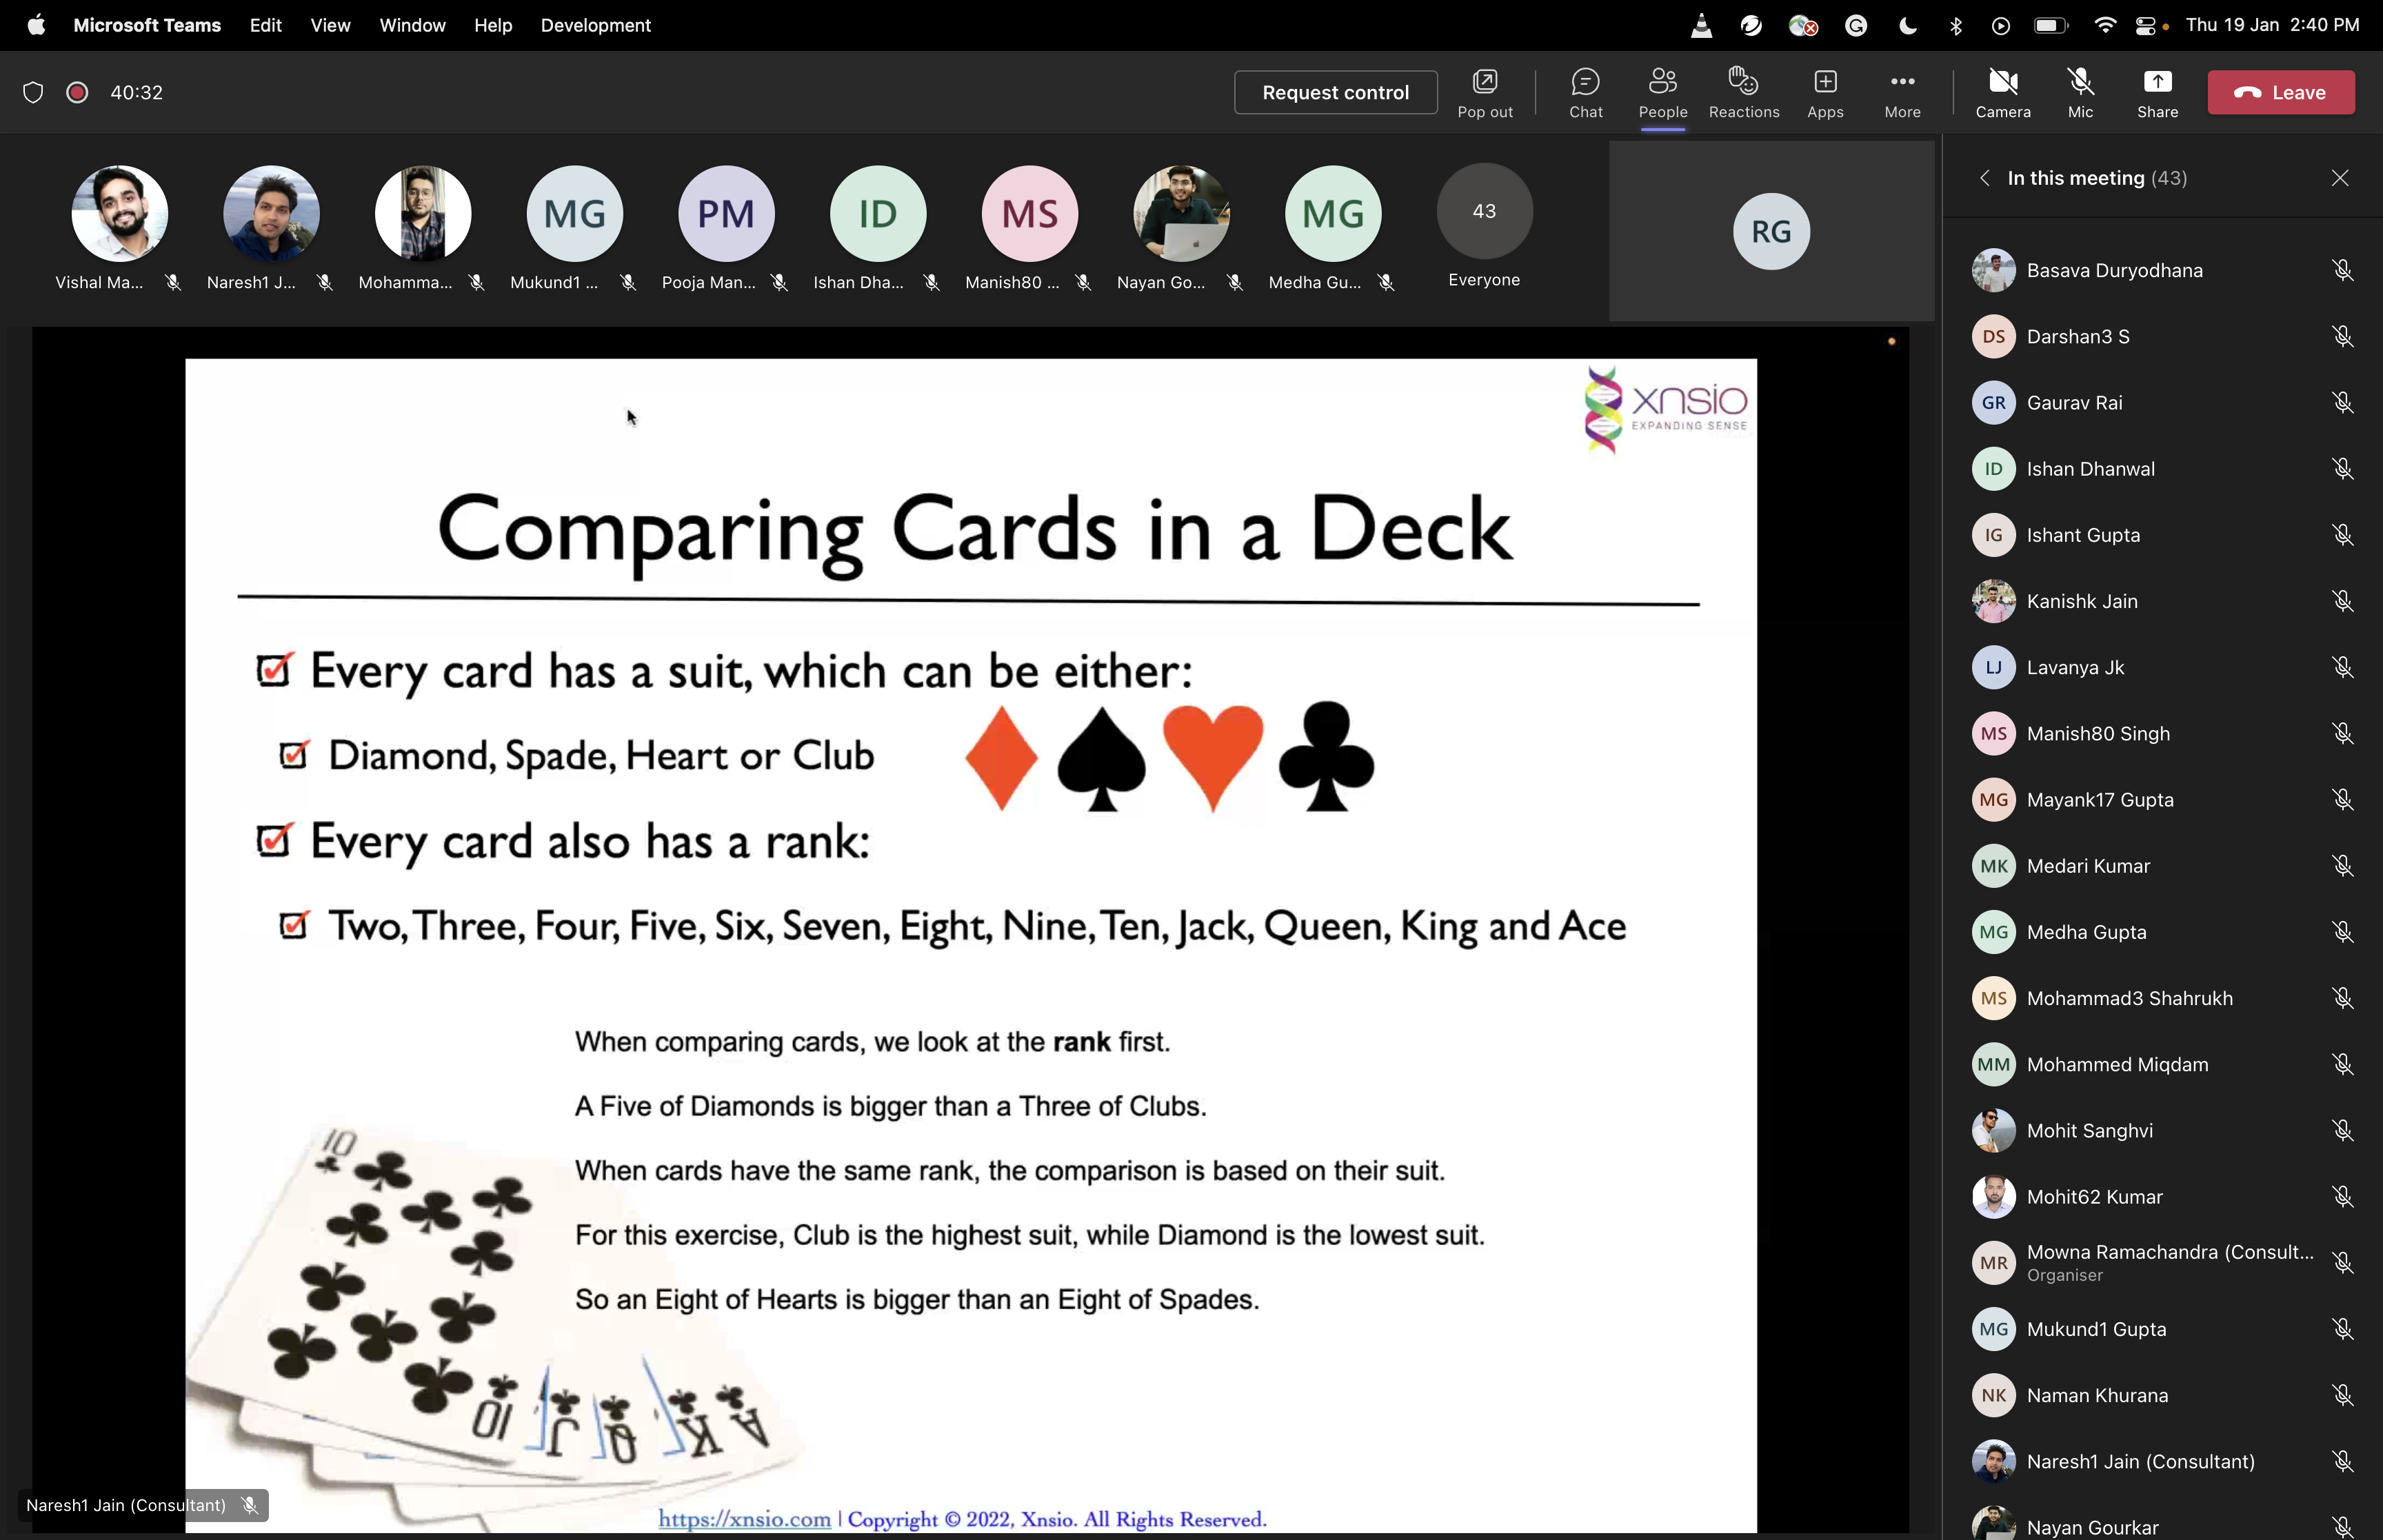 Microsoft Teams Edit View Window Help Development
Thu 19 Jan 2:40 PM
40:32
Request control
Pop out
Chat
People
Reactions
Apps
More
Camera
Mic
Share
Leave
MG
PM
ID
MS
MG
43
RG
Vishal Ma...
Naresh1 J...
Mohamma...
Mukund1 ...
Pooja Man...
Ishan Dha...
Manish80 ...
Nayan Go...
Medha Gu...
Everyone
xnsio
EXPANDING SENSE
Comparing Cards in a Deck
Every card has a suit, which can be either:
Diamond, Spade, Heart or Club
Every card also has a rank:
Two, Three, Four, Five, Six, Seven, Eight, Nine, Ten, Jack, Queen, King and Ace
When comparing cards, we look at the rank first.
A Five of Diamonds is bigger than a Three of Clubs.
When cards have the same rank, the comparison is based on their suit.
For this exercise, Club is the highest suit, while Diamond is the lowest suit.
So an Eight of Hearts is bigger than an Eight of Spades.
10
10 J Q K A
Naresh1 Jain (Consultant)
https://xnsio.com | Copyright © 2022, Xnsio. All Rights Reserved.
In this meeting (43)
Basava Duryodhana
DS Darshan3 S
GR Gaurav Rai
ID Ishan Dhanwal
IG Ishant Gupta
Kanishk Jain
LJ Lavanya Jk
MS Manish80 Singh
MG Mayank17 Gupta
MK Medari Kumar
MG Medha Gupta
MS Mohammad3 Shahrukh
MM Mohammed Miqdam
Mohit Sanghvi
Mohit62 Kumar
MR Mowna Ramachandra (Consult...
Organiser
MG Mukund1 Gupta
NK Naman Khurana
Naresh1 Jain (Consultant)
Nayan Gourkar